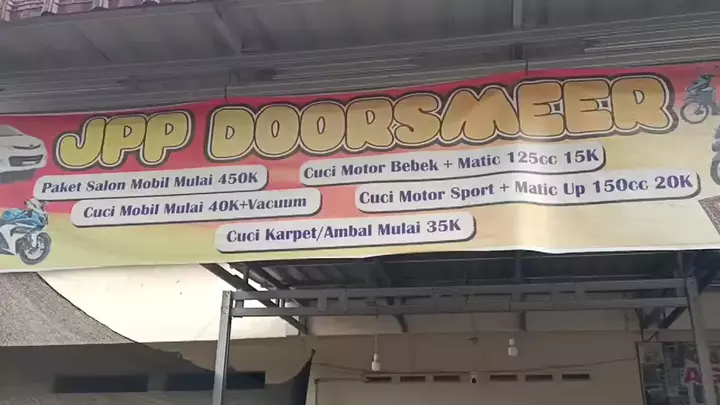 JPP DOORSMEER
Paket Salon Mobil Mulai 450K
Cuci Motor Bebek + Matic 125cc 15K
Cuci Mobil Mulai 40K+Vacuum
Cuci Motor Sport + Matic Up 150cc 20K
Cuci Karpet/Ambal Mulai 35K